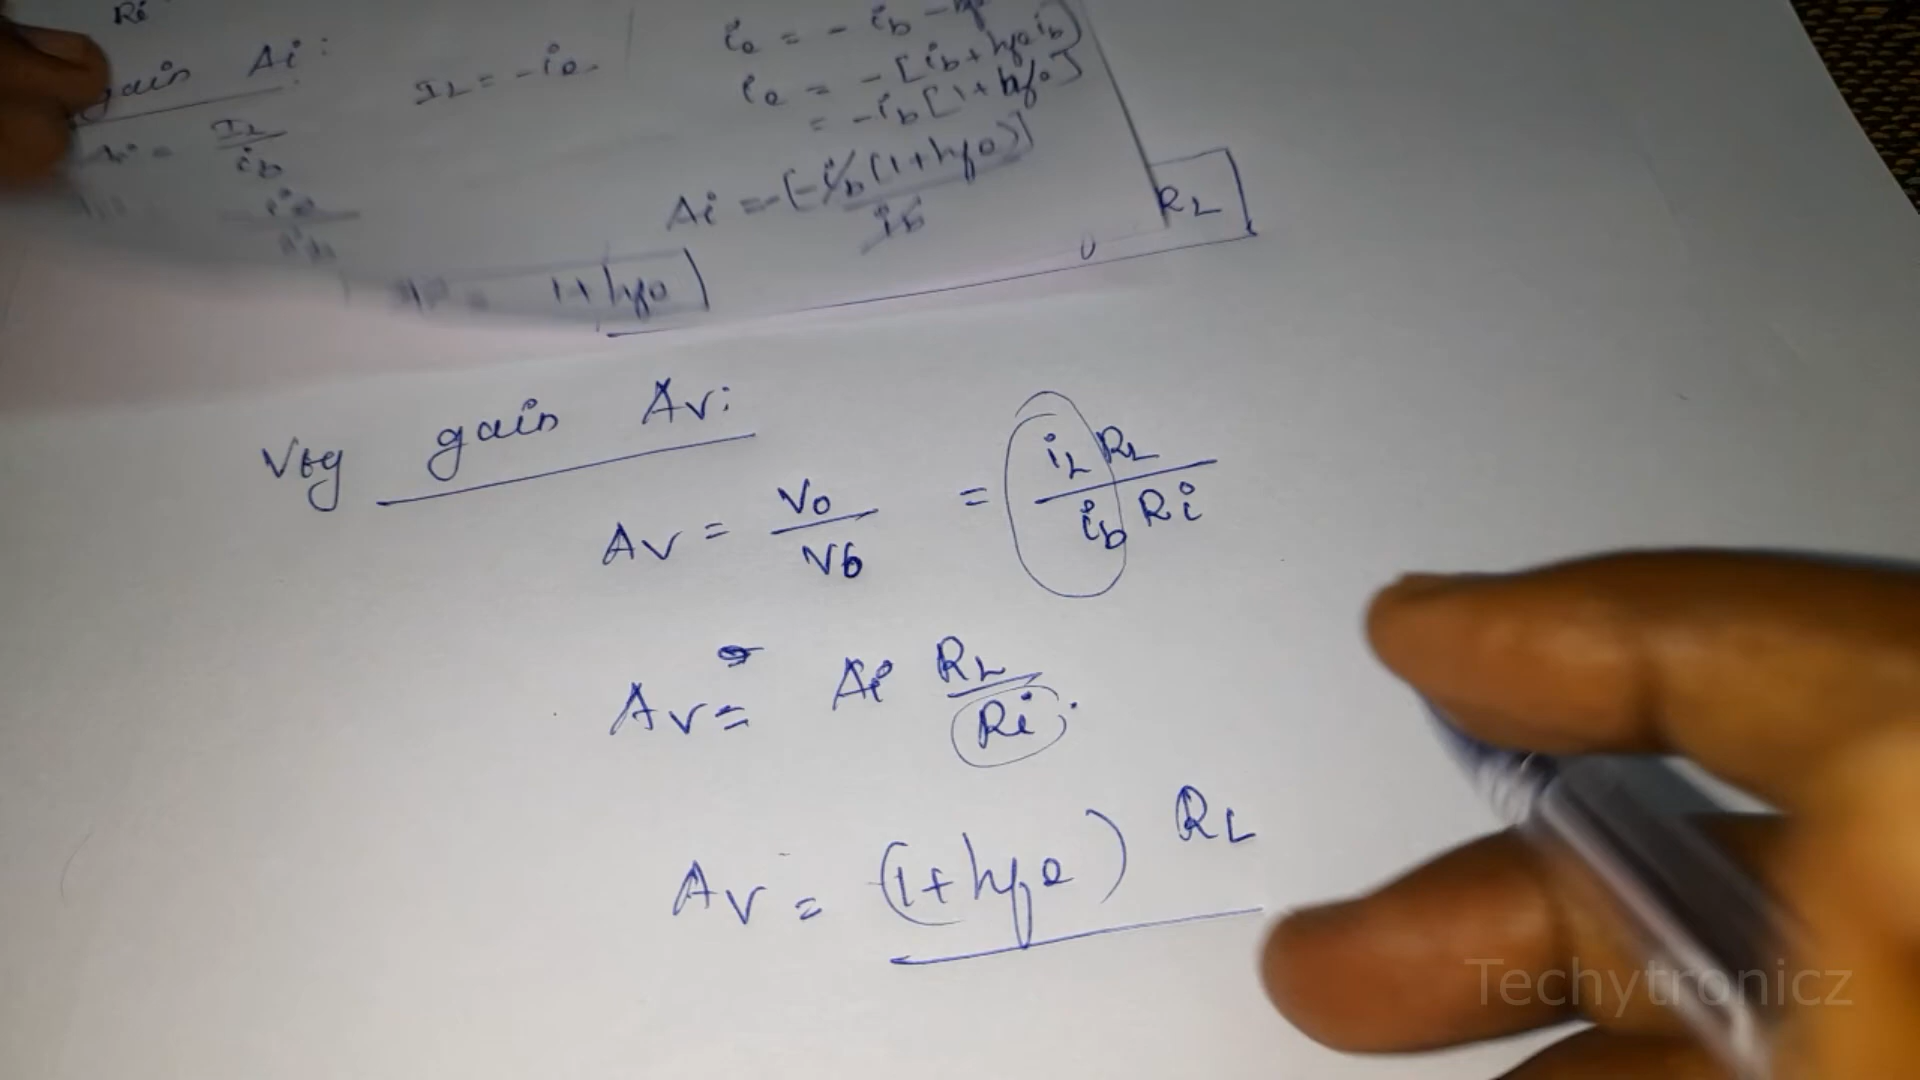 Ri
gain Ai:
IL = -ie
= IL / ib
ie = - ib -
ie = - [ib + hfe ib]
= - ib [1 + hfe]
Ai = -[-ib (1+hfe)] / ib
1+hfe
RL
Vtg gain Av:
Av = Vo / Vb = iL RL / ib Ri
Av = Ai RL / Ri.
Av = (1+hfe) RL
Techytronicz